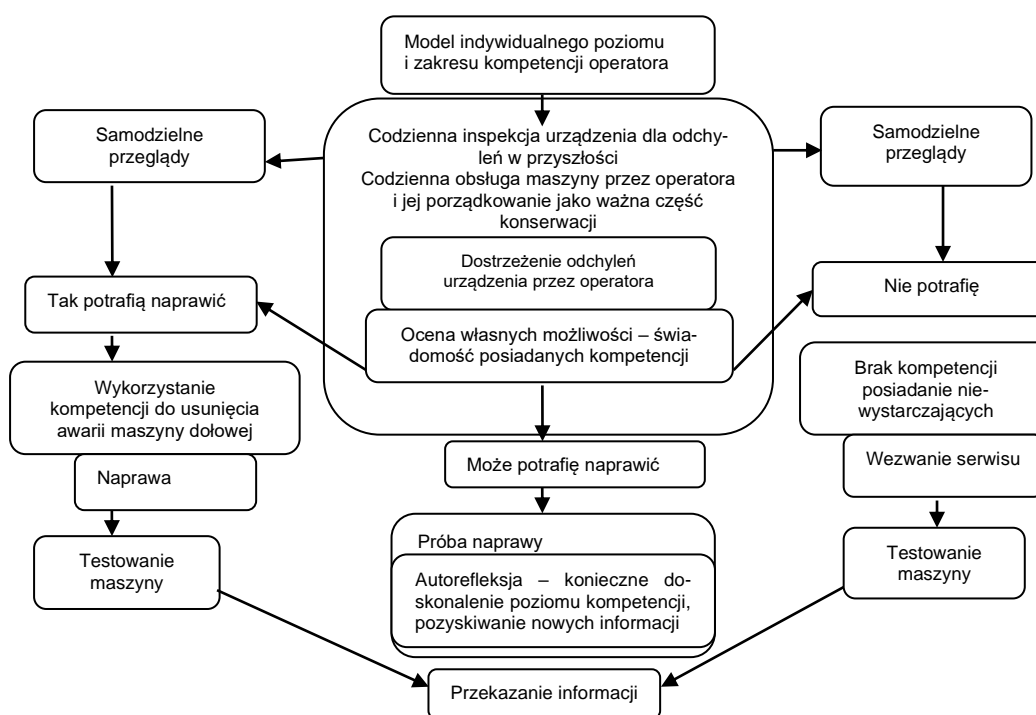 Model indywidualnego poziomu
i zakresu kompetencji operatora
Samodzielne
przeglądy
Codzienna inspekcja urządzenia dla odchy-
leń w przyszłości
Codzienna obsługa maszyny przez operatora
i jej porządkowanie jako ważna część
konserwacji
Samodzielne
przeglądy
Dostrzeżenie odchyleń
urządzenia przez operatora
Tak potrafią naprawić
Nie potrafię
Ocena własnych możliwości – świa-
domość posiadanych kompetencji
Wykorzystanie
kompetencji do usunięcia
awarii maszyny dołowej
Brak kompetencji
posiadanie nie-
wystarczających
Naprawa
Może potrafię naprawić
Wezwanie serwisu
Testowanie
maszyny
Próba naprawy
Autorefleksja – konieczne do-
skonalenie poziomu kompetencji,
pozyskiwanie nowych informacji
Testowanie
maszyny
Przekazanie informacji